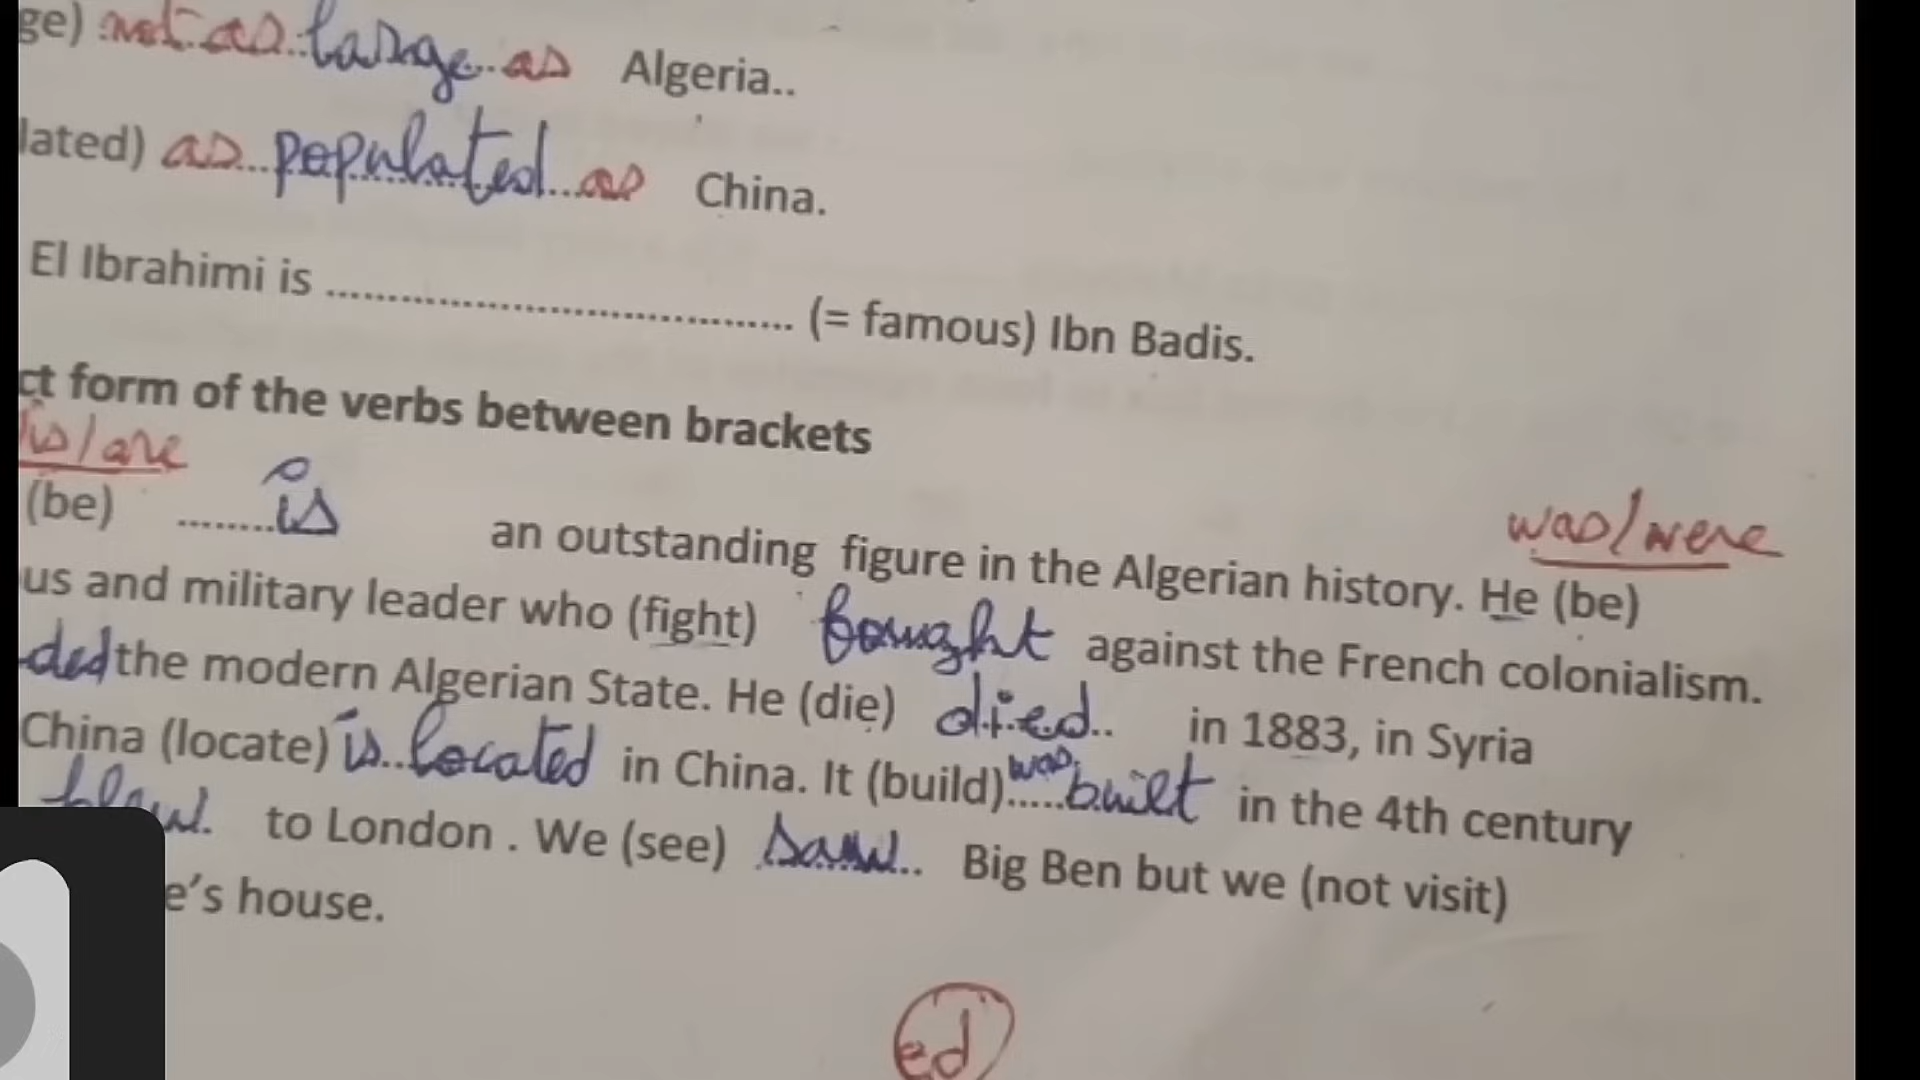 ge) not as large as Algeria..
lated) as populated as China.
El Ibrahimi is ........................................ (= famous) Ibn Badis.
ct form of the verbs between brackets
is/are
was/were
(be) ........is an outstanding figure in the Algerian history. He (be)
us and military leader who (fight) fought against the French colonialism.
ded the modern Algerian State. He (die) died.. in 1883, in Syria
China (locate) is located in China. It (build) was built in the 4th century
to London . We (see) saw.. Big Ben but we (not visit)
e's house.
ed